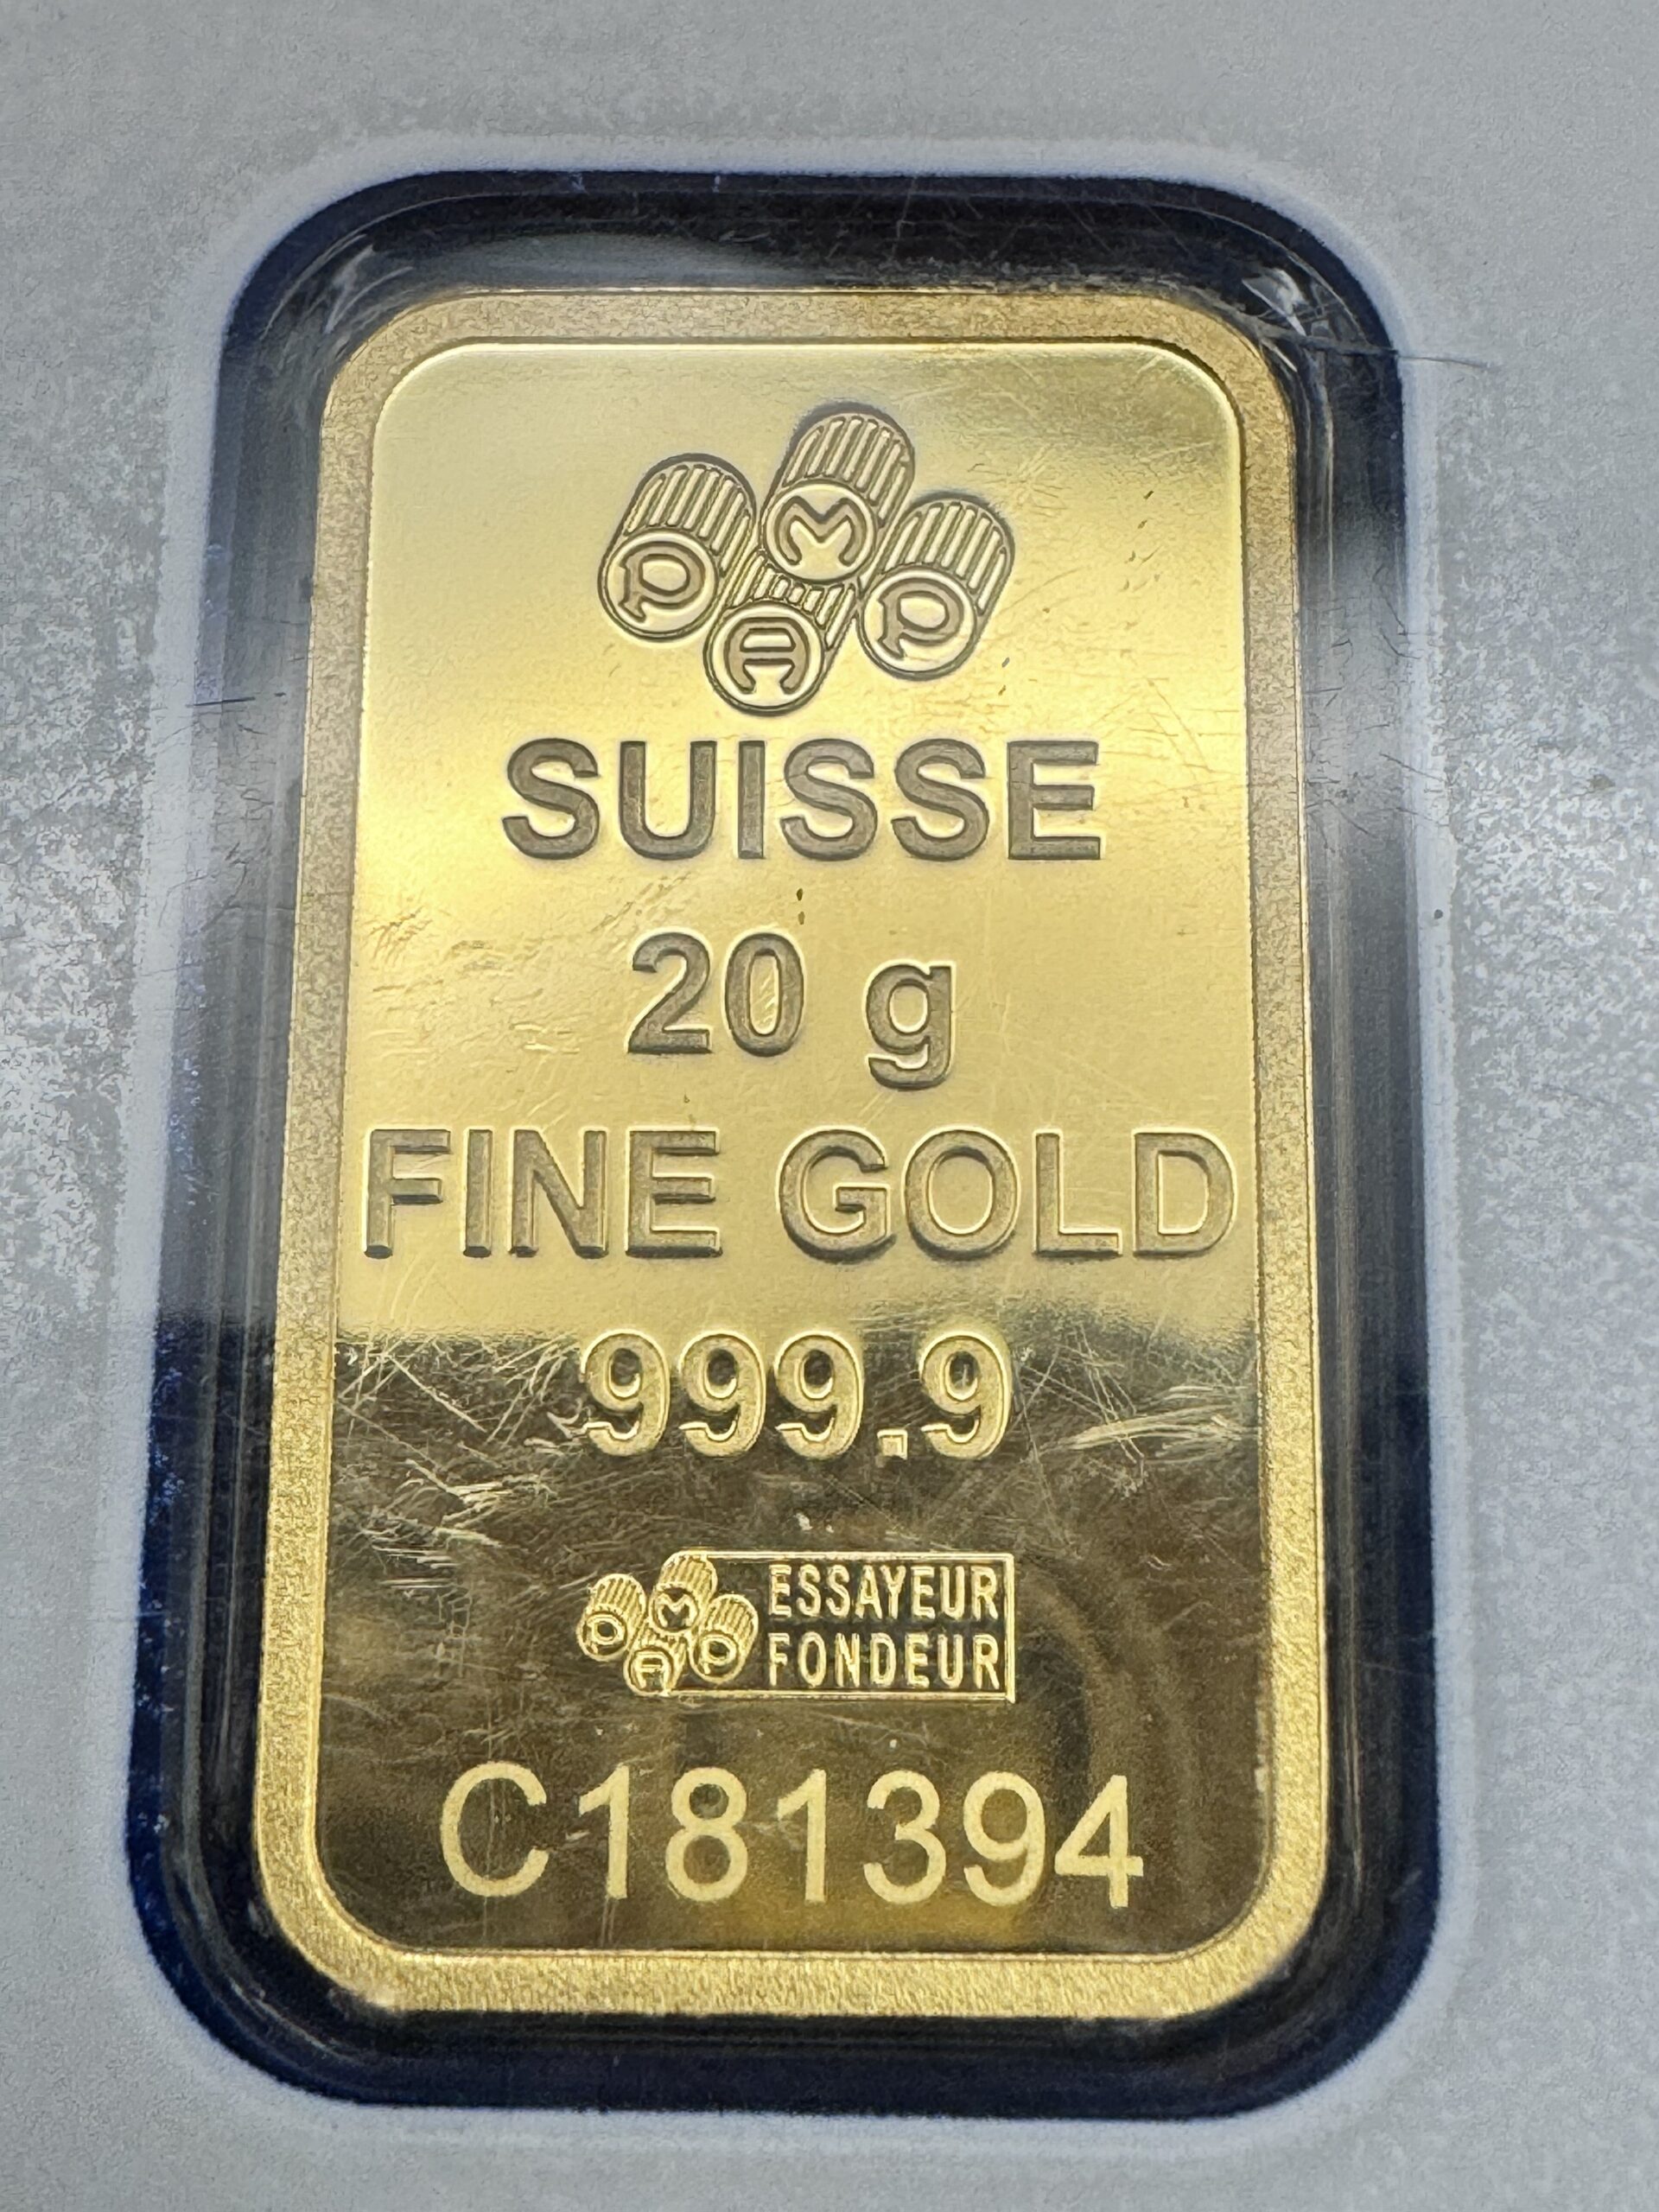 PAMP
SUISSE
20 g
FINE GOLD
999.9
PAMP ESSAYEUR
FONDEUR
C181394